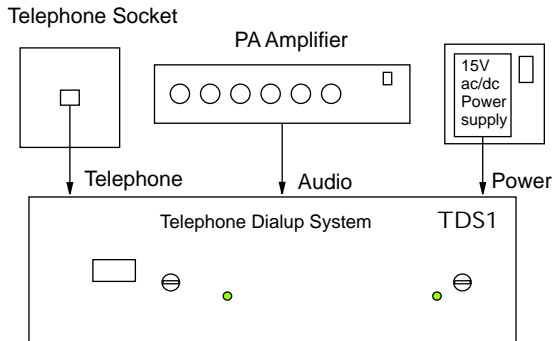 Telephone Socket
PA Amplifier
15V
ac/dc
Power
supply
Telephone
Audio
Power
Telephone Dialup System
TDS1